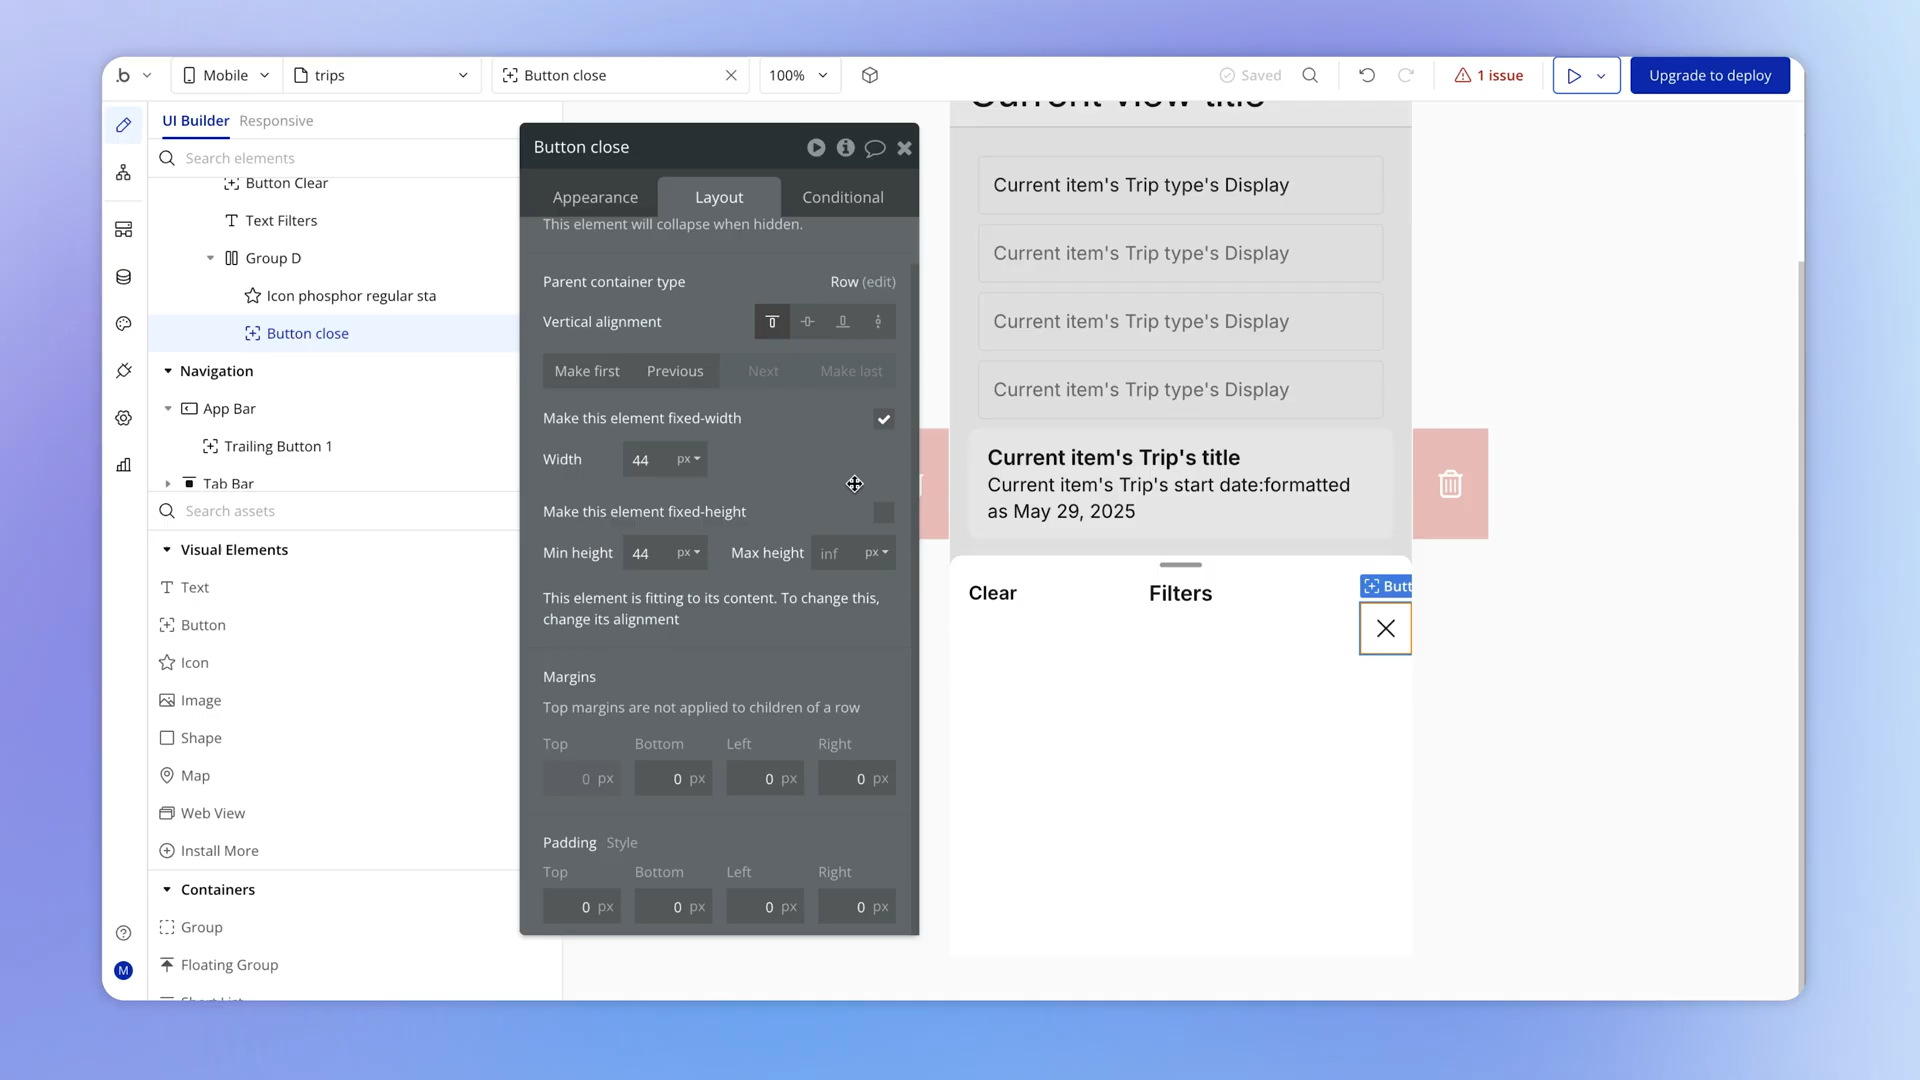 Mobile
trips
Button close
100%
Saved
1 issue
Upgrade to deploy
UI Builder
Responsive
Search elements
Button Clear
Text Filters
Group D
Icon phosphor regular sta
Button close
Navigation
App Bar
Trailing Button 1
Tab Bar
Search assets
Visual Elements
Text
Button
Icon
Image
Shape
Map
Web View
Install More
Containers
Group
Floating Group
M
Button close
Appearance
Layout
Conditional
This element will collapse when hidden.
Parent container type
Row (edit)
Vertical alignment
Make first
Previous
Next
Make last
Make this element fixed-width
Width
44 px
Make this element fixed-height
Min height
44 px
Max height
inf px
This element is fitting to its content. To change this,
change its alignment
Margins
Top margins are not applied to children of a row
Top Bottom Left Right
0 px 0 px 0 px 0 px
Padding Style
Top Bottom Left Right
0 px 0 px 0 px 0 px
Current view title
Current item's Trip type's Display
Current item's Trip type's Display
Current item's Trip type's Display
Current item's Trip type's Display
Current item's Trip's title
Current item's Trip's start date:formatted
as May 29, 2025
Clear
Filters
Butt